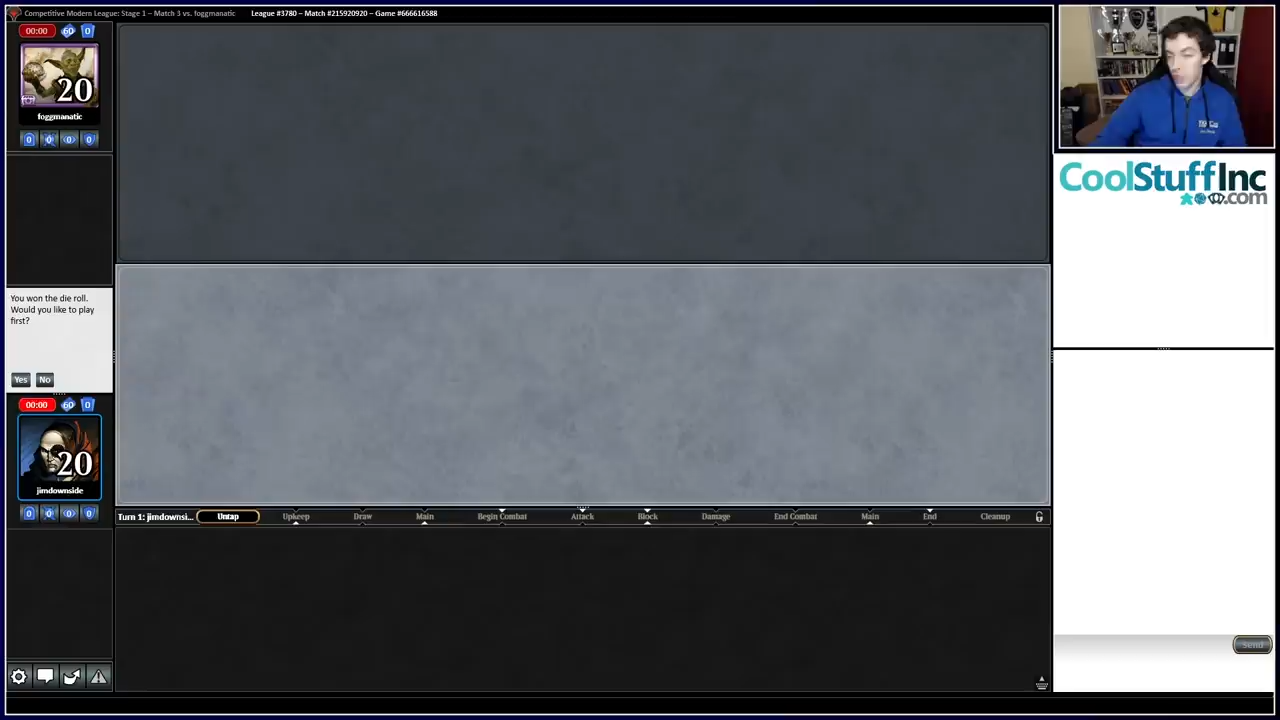 Competitive Modern League: Stage 1 – Match 3 vs. foggmanatic League #3780 – Match #215920920 – Game #666616588
00:00 60 0
20
foggmanatic
0 0 0 0
You won the die roll.
Would you like to play
first?
Yes No
00:00 60 0
20
jimdownside
0 0 0 0
Turn 1: jimdownsi... Untap Upkeep Draw Main Begin Combat Attack Block Damage End Combat Main End Cleanup
CoolStuffInc
.com
Send